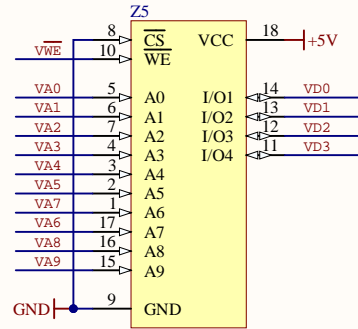 Z5
8 CS VCC 18 +5V
VWE 10 WE
VA0 5 A0 I/O1 14 VD0
VA1 6 A1 I/O2 13 VD1
VA2 7 A2 I/O3 12 VD2
VA3 4 A3 I/O4 11 VD3
VA4 3 A4
VA5 2 A5
VA7 1 A6
VA6 17 A7
VA8 16 A8
VA9 15 A9
GND 9 GND